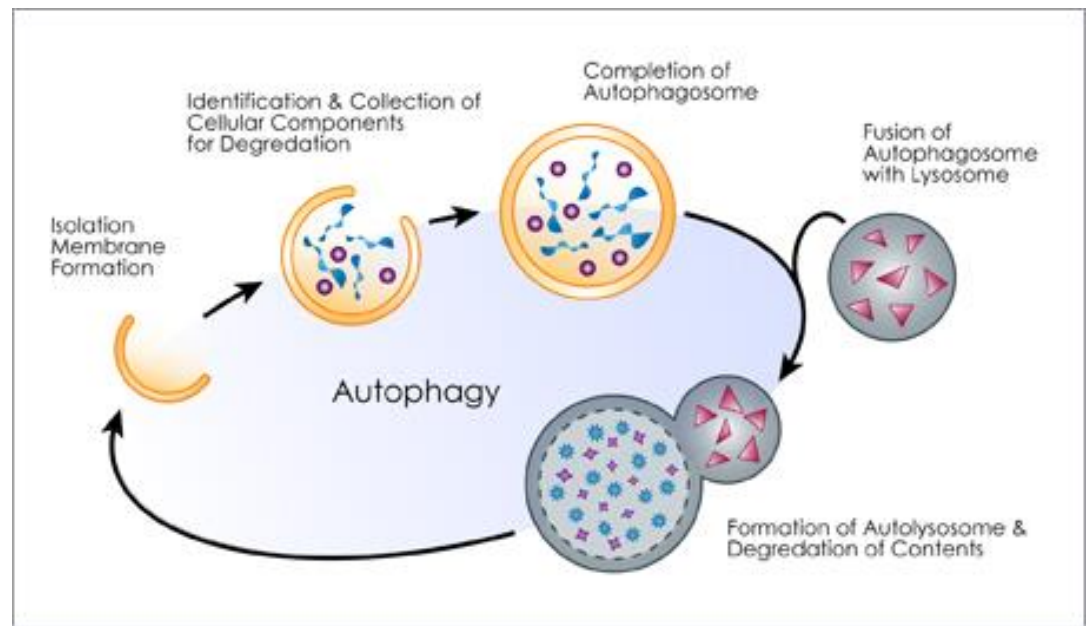 Isolation
Membrane
Formation
Identification & Collection of
Cellular Components
for Degredation
Completion of
Autophagosome
Fusion of
Autophagosome
with Lysosome
Autophagy
Formation of Autolysosome &
Degredation of Contents